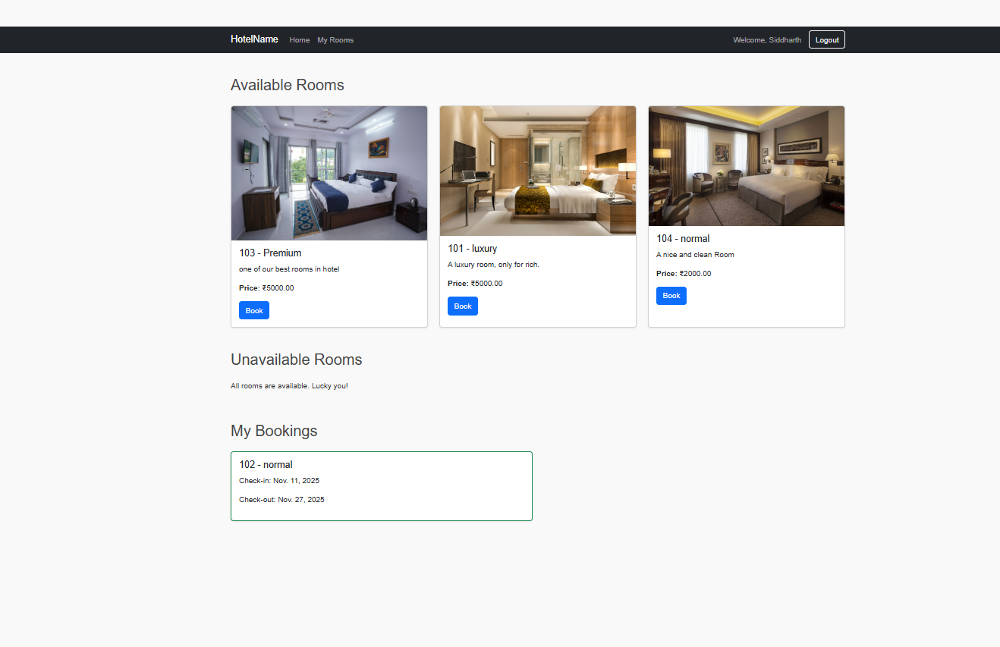 HotelName Home My Rooms Welcome, Siddharth Logout
Available Rooms
103 - Premium
one of our best rooms in hotel
Price: ₹5000.00
Book
101 - luxury
A luxury room, only for rich.
Price: ₹5000.00
Book
104 - normal
A nice and clean Room
Price: ₹2000.00
Book
Unavailable Rooms
All rooms are available. Lucky you!
My Bookings
102 - normal
Check-in: Nov. 11, 2025
Check-out: Nov. 27, 2025